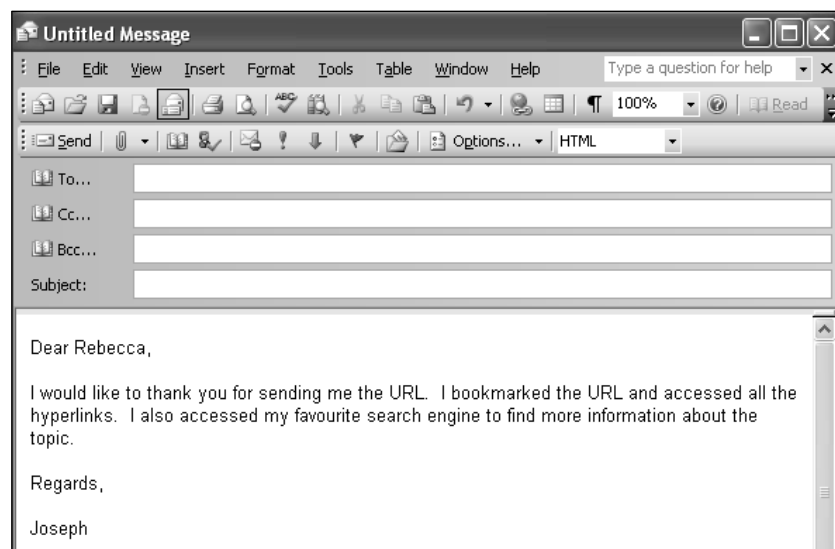 Untitled Message
File Edit View Insert Format Tools Table Window Help Type a question for help
ABC 100% Read
Send Options... HTML
To...
Cc...
Bcc...
Subject:
Dear Rebecca,
I would like to thank you for sending me the URL. I bookmarked the URL and accessed all the
hyperlinks. I also accessed my favourite search engine to find more information about the
topic.
Regards,
Joseph